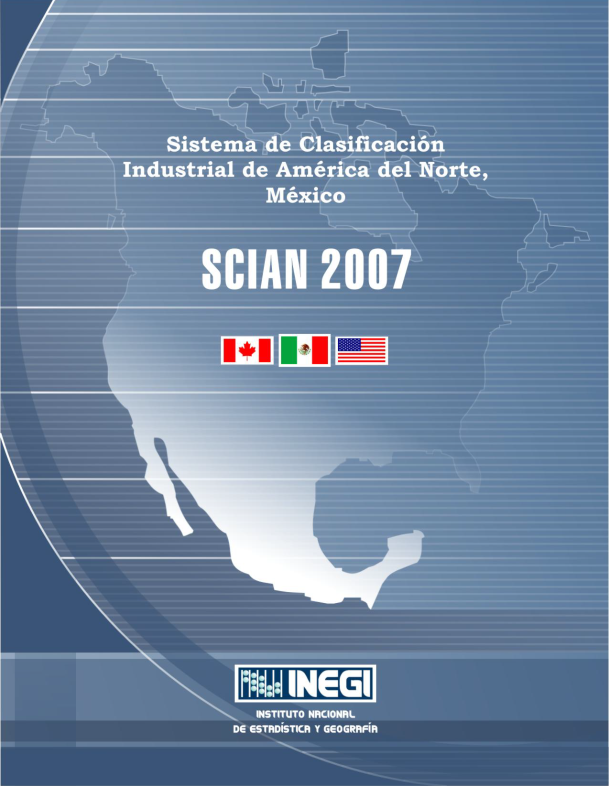 Sistema de Clasificación
Industrial de América del Norte,
México
SCIAN 2007
INEGI
INSTITUTO NACIONAL
DE ESTADÍSTICA Y GEOGRAFÍA